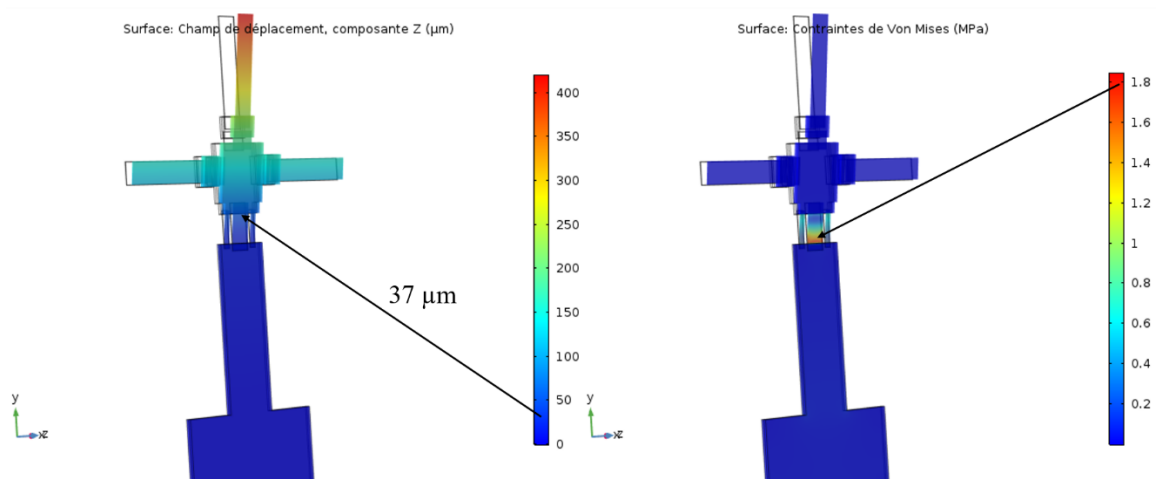 Surface: Champ de déplacement, composante Z (µm)
400
350
300
250
200
150
100
50
0
37 µm
y
xz
Surface: Contraintes de Von Mises (MPa)
1.8
1.6
1.4
1.2
1
0.8
0.6
0.4
0.2
y
xz